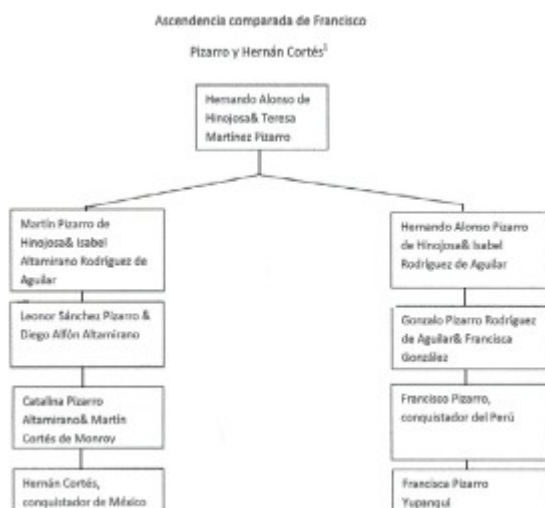 Ascendencia comparada de Francisco
Pizarro y Hernán Cortés¹
Hernando Alonso de
Hinojosa& Teresa
Martínez Pizarro
Martín Pizarro de
Hinojosa& Isabel
Altamirano Rodríguez de
Aguilar
Hernando Alonso Pizarro
de Hinojosa& Isabel
Rodríguez de Aguilar
Leonor Sánchez Pizarro &
Diego Alfón Altamirano
Gonzalo Pizarro Rodríguez
de Aguilar& Francisca
González
Catalina Pizarro
Altamirano& Martín
Cortés de Monroy
Francisco Pizarro,
conquistador del Perú
Hernán Cortés,
conquistador de México
Francisca Pizarro
Yupanqui